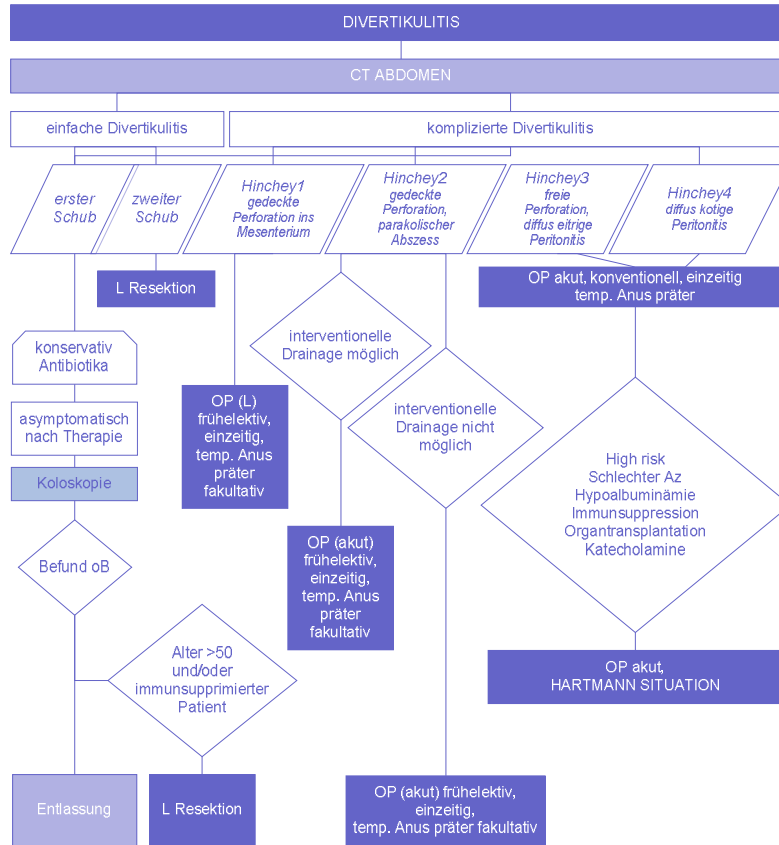 DIVERTIKULITIS
CT ABDOMEN
einfache Divertikulitis
komplizierte Divertikulitis
erster
Schub
zweiter
Schub
Hinchey1
gedeckte
Perforation ins
Mesenterium
Hinchey2
gedeckte
Perforation,
parakolischer
Abszess
Hinchey3
freie
Perforation,
diffus eitrige
Peritonitis
Hinchey4
diffus kotige
Peritonitis
L Resektion
OP akut, konventionell, einzeitig
temp. Anus präter
konservativ
Antibiotika
interventionelle
Drainage möglich
asymptomatisch
nach Therapie
OP (L)
frühelektiv,
einzeitig,
temp. Anus
präter
fakultativ
interventionelle
Drainage nicht
möglich
High risk
Schlechter Az
Hypoalbuminämie
Immunsuppression
Organtransplantation
Katecholamine
Koloskopie
Befund oB
OP (akut)
frühelektiv,
einzeitig,
temp. Anus
präter
fakultativ
Alter >50
und/oder
immunsupprimierter
Patient
OP akut,
HARTMANN SITUATION
Entlassung
L Resektion
OP (akut) frühelektiv,
einzeitig,
temp. Anus präter fakultativ